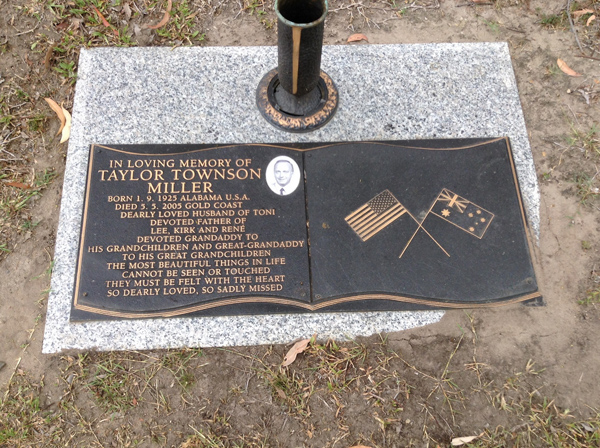 IN LOVING MEMORY OF
TAYLOR TOWNSON
MILLER
BORN 1. 9. 1925 ALABAMA U.S.A.
DIED 5. 5. 2005 GOLD COAST
DEARLY LOVED HUSBAND OF TONI
DEVOTED FATHER OF
LEE, KIRK AND RENÉ
DEVOTED GRANDADDY TO
HIS GRANDCHILDREN AND GREAT-GRANDADDY
TO HIS GREAT GRANDCHILDREN
THE MOST BEAUTIFUL THINGS IN LIFE
CANNOT BE SEEN OR TOUCHED
THEY MUST BE FELT WITH THE HEART
SO DEARLY LOVED, SO SADLY MISSED